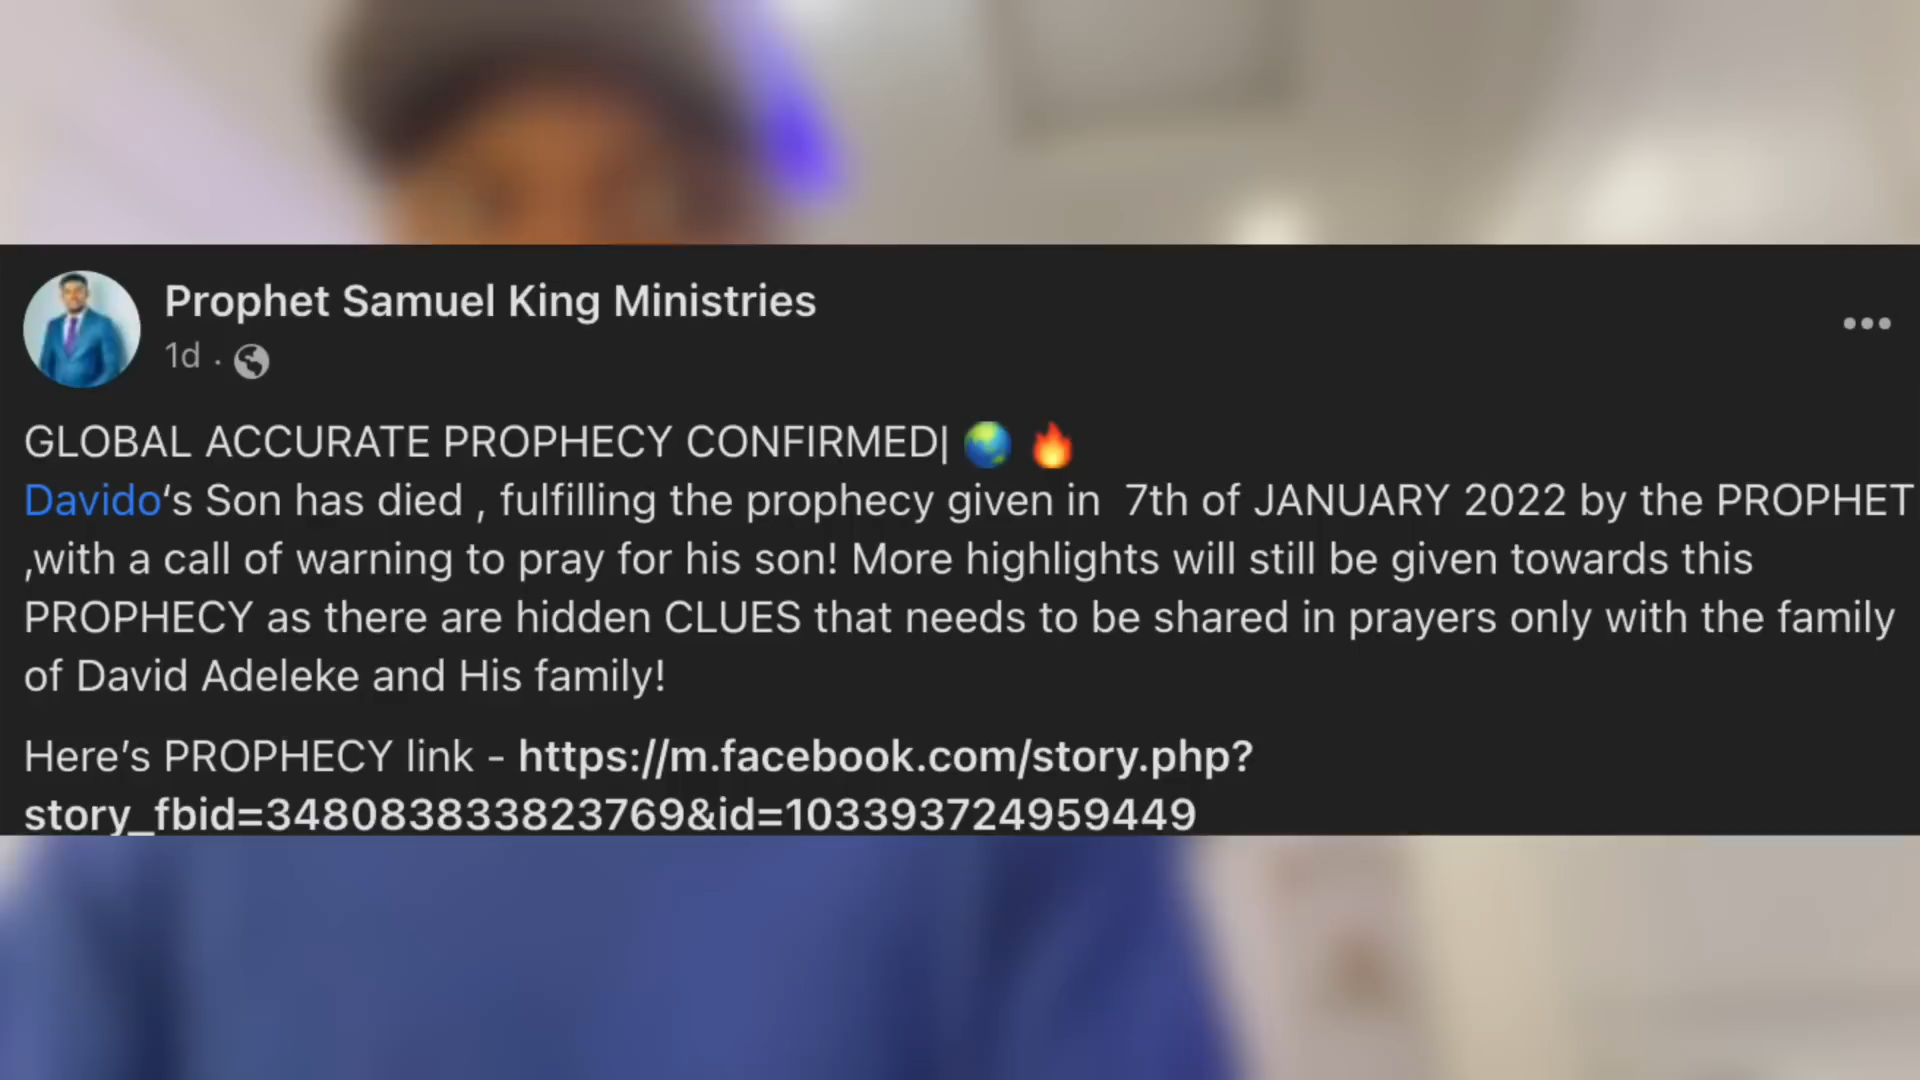 Prophet Samuel King Ministries
1d ·
GLOBAL ACCURATE PROPHECY CONFIRMED| 🌏 🔥
Davido‘s Son has died , fulfilling the prophecy given in  7th of JANUARY 2022 by the PROPHET
,with a call of warning to pray for his son! More highlights will still be given towards this
PROPHECY as there are hidden CLUES that needs to be shared in prayers only with the family
of David Adeleke and His family!
Here’s PROPHECY link - https://m.facebook.com/story.php?
story_fbid=348083833823769&id=103393724959449